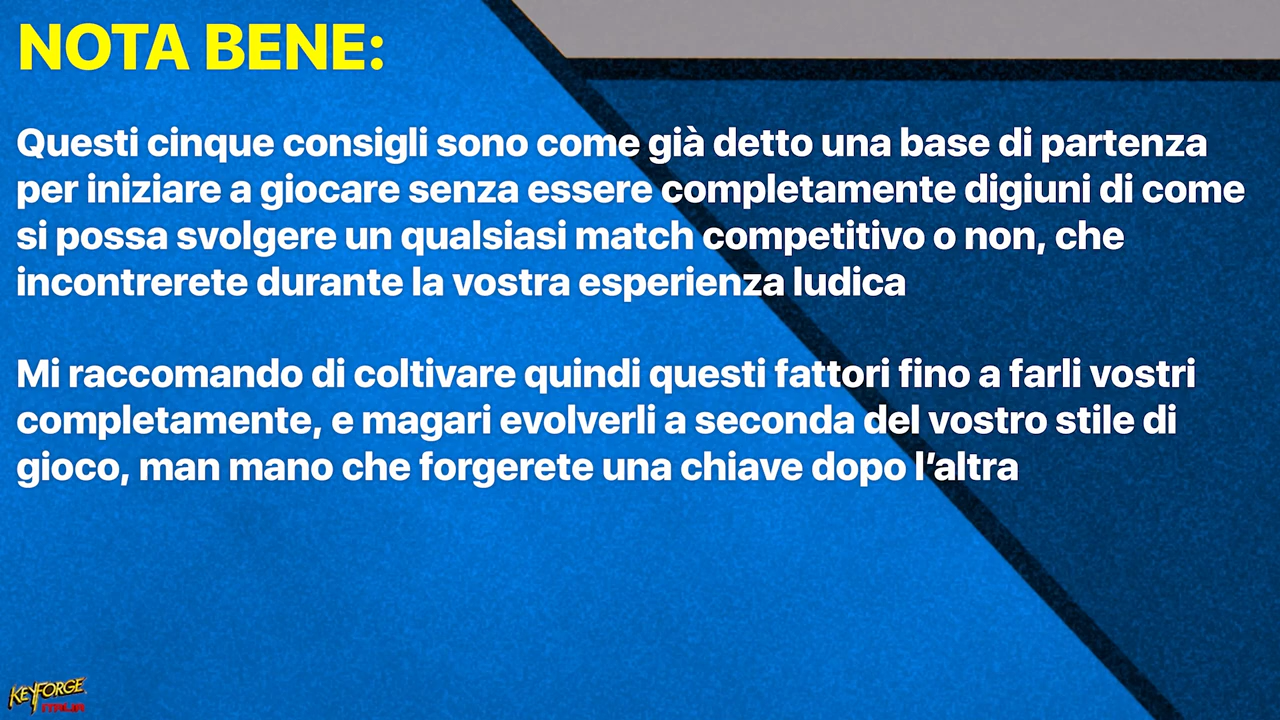 NOTA BENE:
Questi cinque consigli sono come già detto una base di partenza
per iniziare a giocare senza essere completamente digiuni di come
si possa svolgere un qualsiasi match competitivo o non, che
incontrerete durante la vostra esperienza ludica
Mi raccomando di coltivare quindi questi fattori fino a farli vostri
completamente, e magari evolverli a seconda del vostro stile di
gioco, man mano che forgerete una chiave dopo l’altra
KEYFORGE
ITALIA